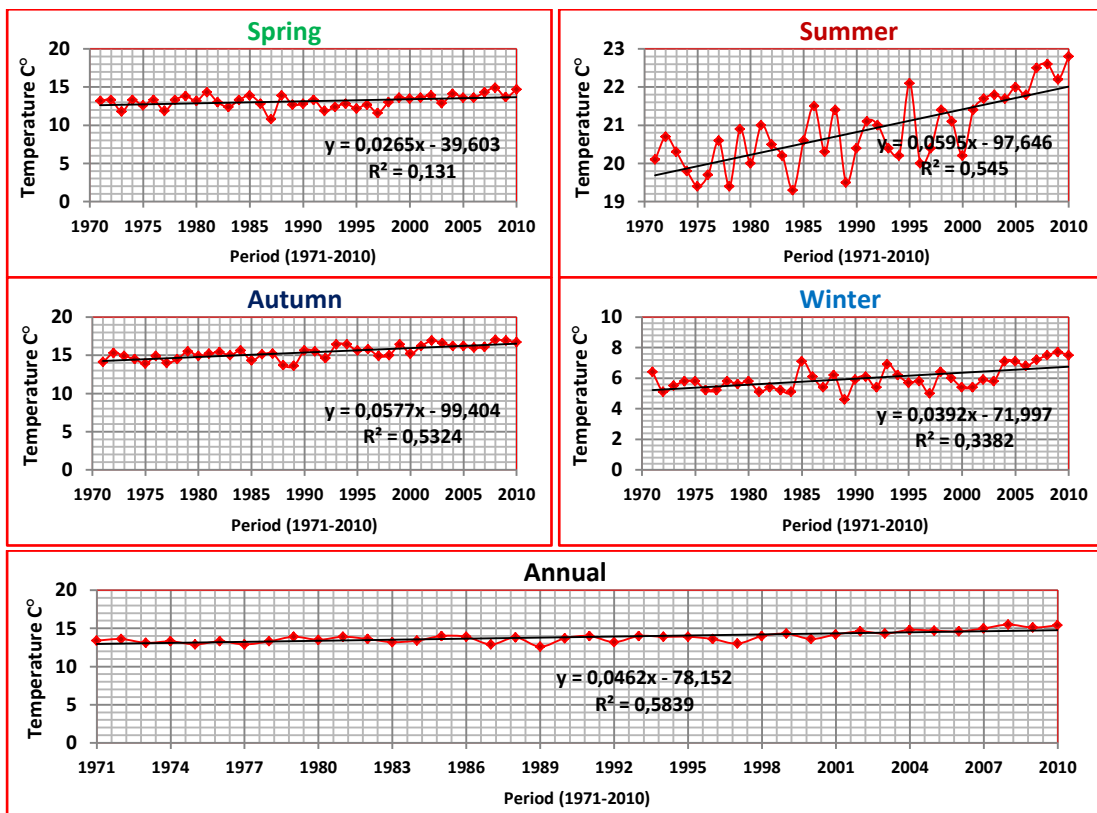 Spring
Temperature C°
20
15
10
5
0
y = 0,0265x - 39,603
R² = 0,131
1970 1975 1980 1985 1990 1995 2000 2005 2010
Period (1971-2010)
Summer
Temperature C°
23
22
21
20
19
y = 0,0595x - 97,646
R² = 0,545
1970 1975 1980 1985 1990 1995 2000 2005 2010
Period (1971-2010)
Autumn
Temperature C°
20
15
10
5
0
y = 0,0577x - 99,404
R² = 0,5324
1970 1975 1980 1985 1990 1995 2000 2005 2010
Period (1971-2010)
Winter
Temperature C°
10
8
6
4
2
0
y = 0,0392x - 71,997
R² = 0,3382
1970 1975 1980 1985 1990 1995 2000 2005 2010
Period (1971-2010)
Annual
Temperature C°
20
15
10
5
0
y = 0,0462x - 78,152
R² = 0,5839
1971 1974 1977 1980 1983 1986 1989 1992 1995 1998 2001 2004 2007 2010
Period (1971-2010)